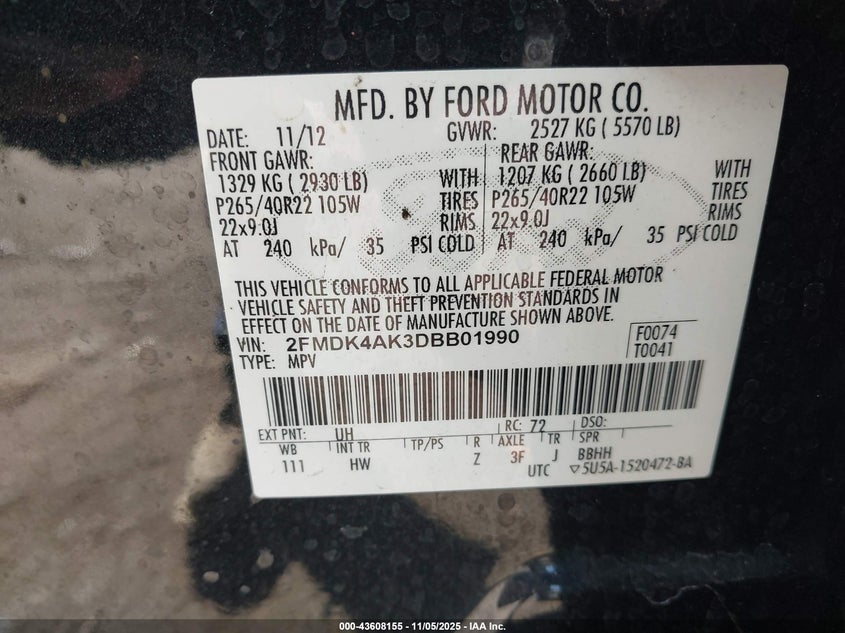 MFD. BY FORD MOTOR CO.
DATE: 11/12 GVWR: 2527 KG ( 5570 LB)
FRONT GAWR: REAR GAWR:
1329 KG ( 2930 LB) WITH 1207 KG ( 2660 LB) WITH
P265/40R22 105W TIRES P265/40R22 105W TIRES
22x9.0J RIMS 22x9.0J RIMS
AT 240 kPa/ 35 PSI COLD AT 240 kPa/ 35 PSI COLD
THIS VEHICLE CONFORMS TO ALL APPLICABLE FEDERAL MOTOR
VEHICLE SAFETY AND THEFT PREVENTION STANDARDS IN
EFFECT ON THE DATE OF MANUFACTURE SHOWN ABOVE.
VIN: 2FMDK4AK3DBB01990 F0074
TYPE: MPV T0041
EXT PNT: UH RC: 72 DSO:
WB INT TR TP/PS R AXLE TR SPR
111 HW Z 3F J BBHH
UTC ▽5U5A-1520472-BA
000-43608155 - 11/05/2025 - IAA Inc.